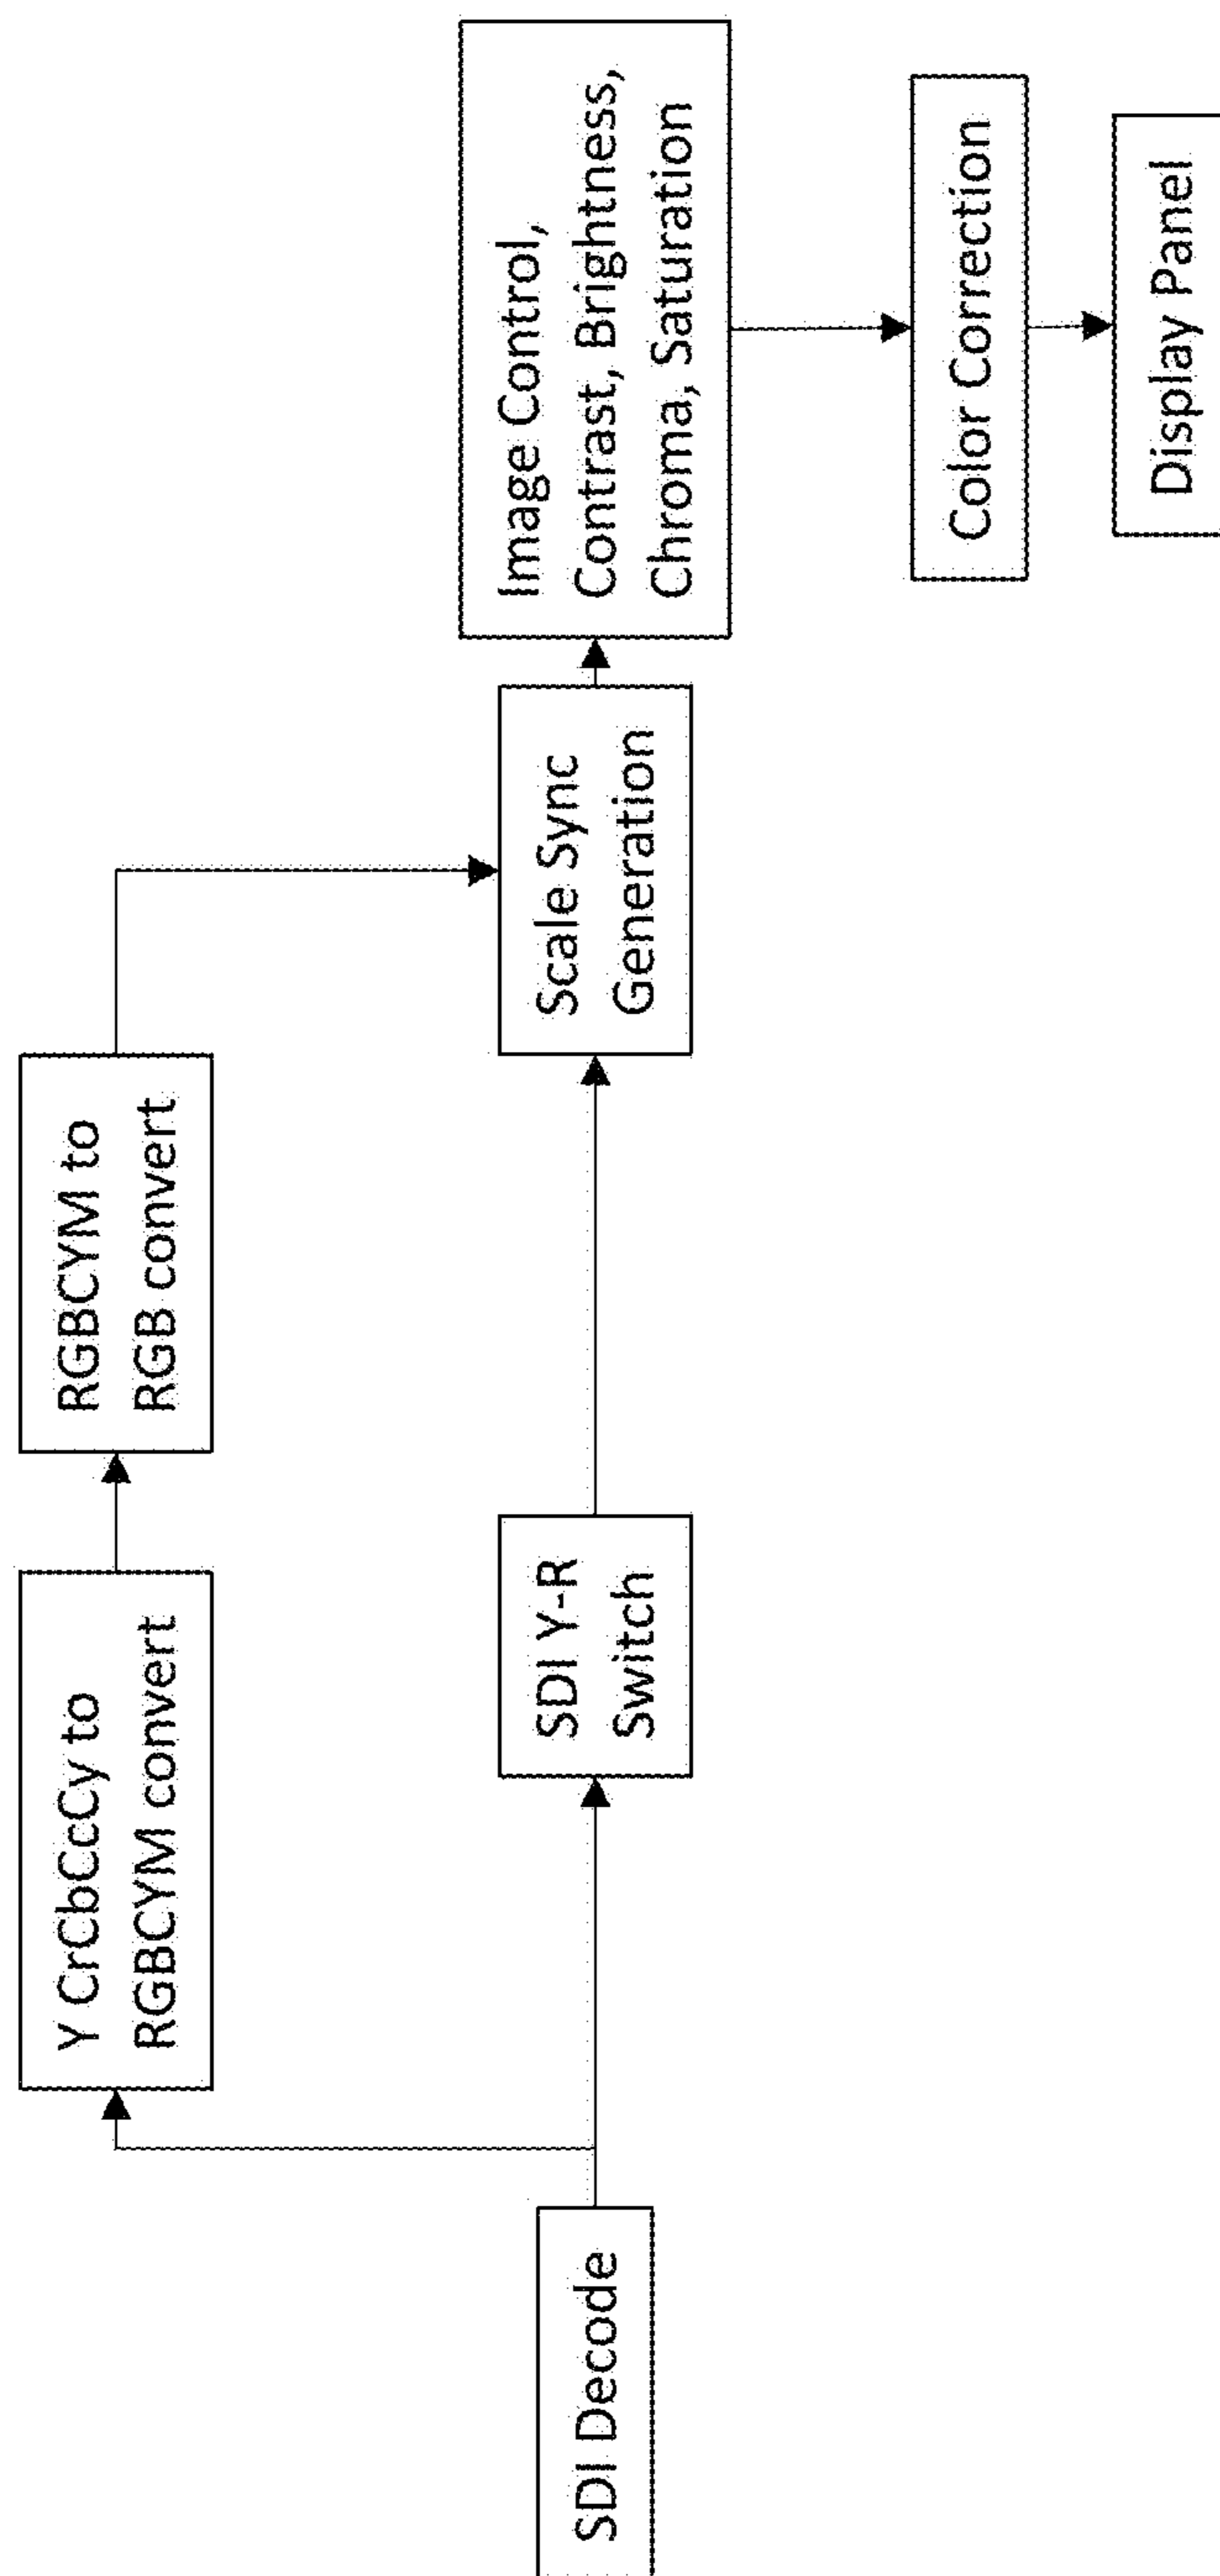 SDI Decode
Y CrCbCcCy to
RGBCYM convert
RGBCYM to
RGB convert
SDI Y-R
Switch
Scale Sync
Generation
Image Control,
Contrast, Brightness,
Chroma, Saturation
Color Correction
Display Panel